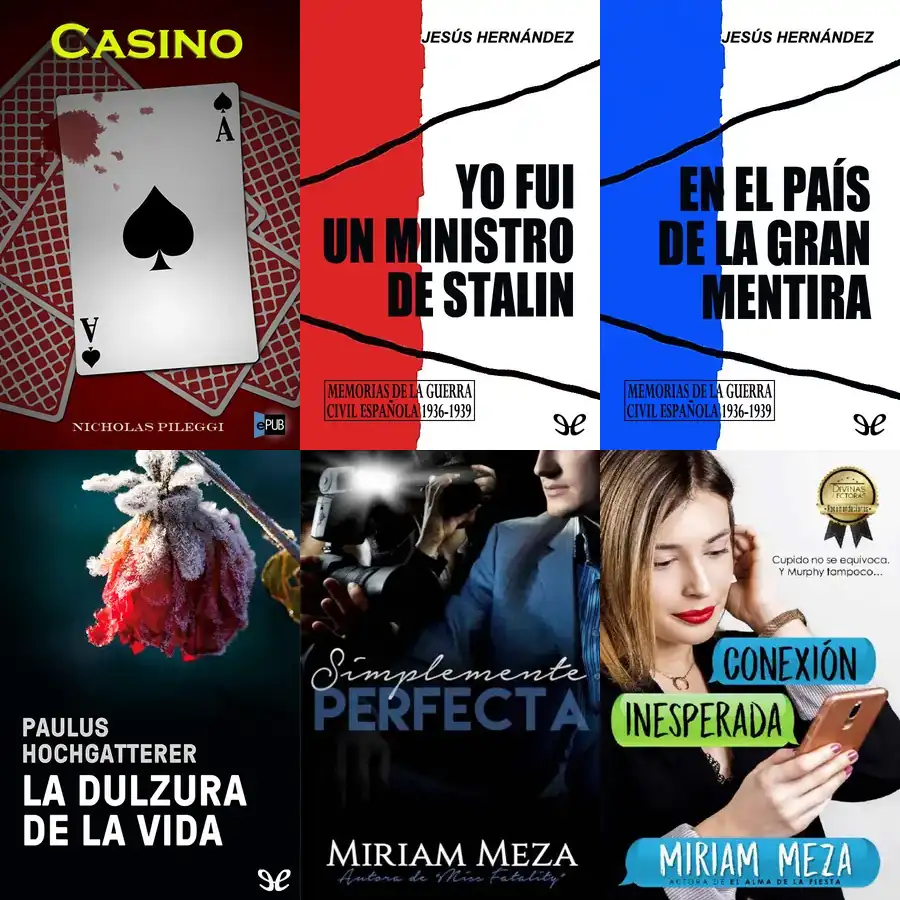 CASINO
A
A
NICHOLAS PILEGGI
ePUB
JESÚS HERNÁNDEZ
YO FUI
UN MINISTRO
DE STALIN
MEMORIAS DE LA GUERRA
CIVIL ESPAÑOLA 1936-1939
JESÚS HERNÁNDEZ
EN EL PAÍS
DE LA GRAN
MENTIRA
MEMORIAS DE LA GUERRA
CIVIL ESPAÑOLA 1936-1939
PAULUS
HOCHGATTERER
LA DULZURA
DE LA VIDA
Simplemente
PERFECTA
MIRIAM MEZA
Autora de "Miss Fatality"
DIVINAS
LECTORAS
Cupido no se equivoca.
Y Murphy tampoco...
CONEXIÓN
INESPERADA
MIRIAM MEZA
AUTORA DE EL ALMA DE LA FIESTA